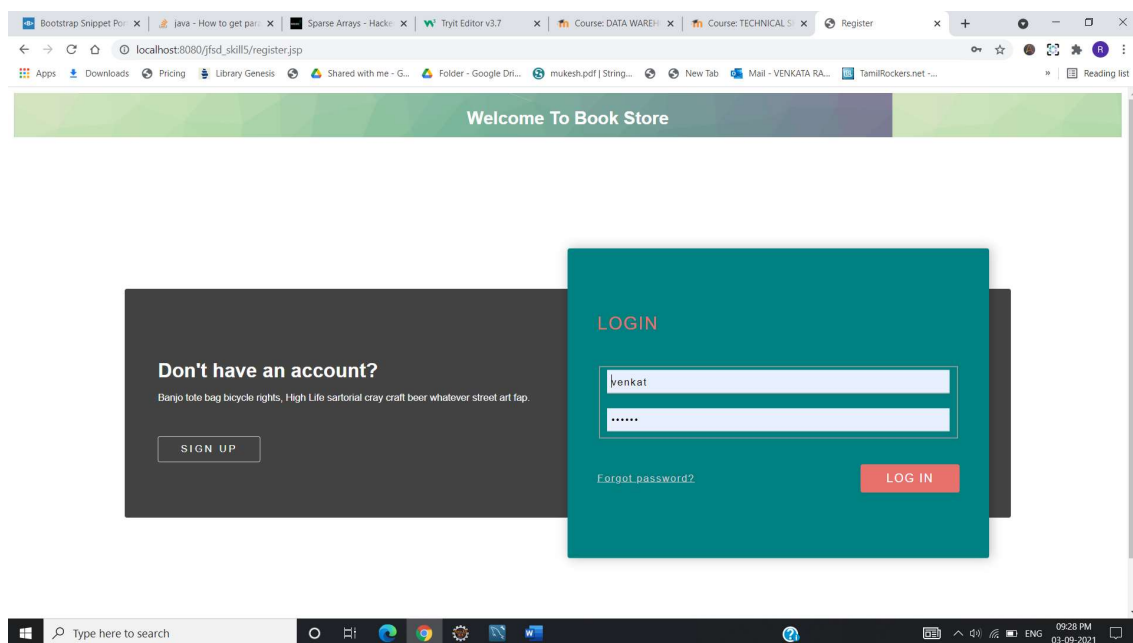 Bootstrap Snippet Por
java - How to get para
Sparse Arrays - Hacke
Tryit Editor v3.7
Course: DATA WAREH
Course: TECHNICAL S
Register
localhost:8080/jfsd_skill5/register.jsp
R
Apps
Downloads
Pricing
Library Genesis
Shared with me - G...
Folder - Google Dri...
mukesh.pdf | String...
New Tab
Mail - VENKATA RA...
TamilRockers.net -...
»
Reading list
Welcome To Book Store
LOGIN
Don't have an account?
Banjo tote bag bicycle rights, High Life sartorial cray craft beer whatever street art fap.
SIGN UP
venkat
••••••
Forgot password?
LOG IN
Type here to search
ENG
09:28 PM
03-09-2021